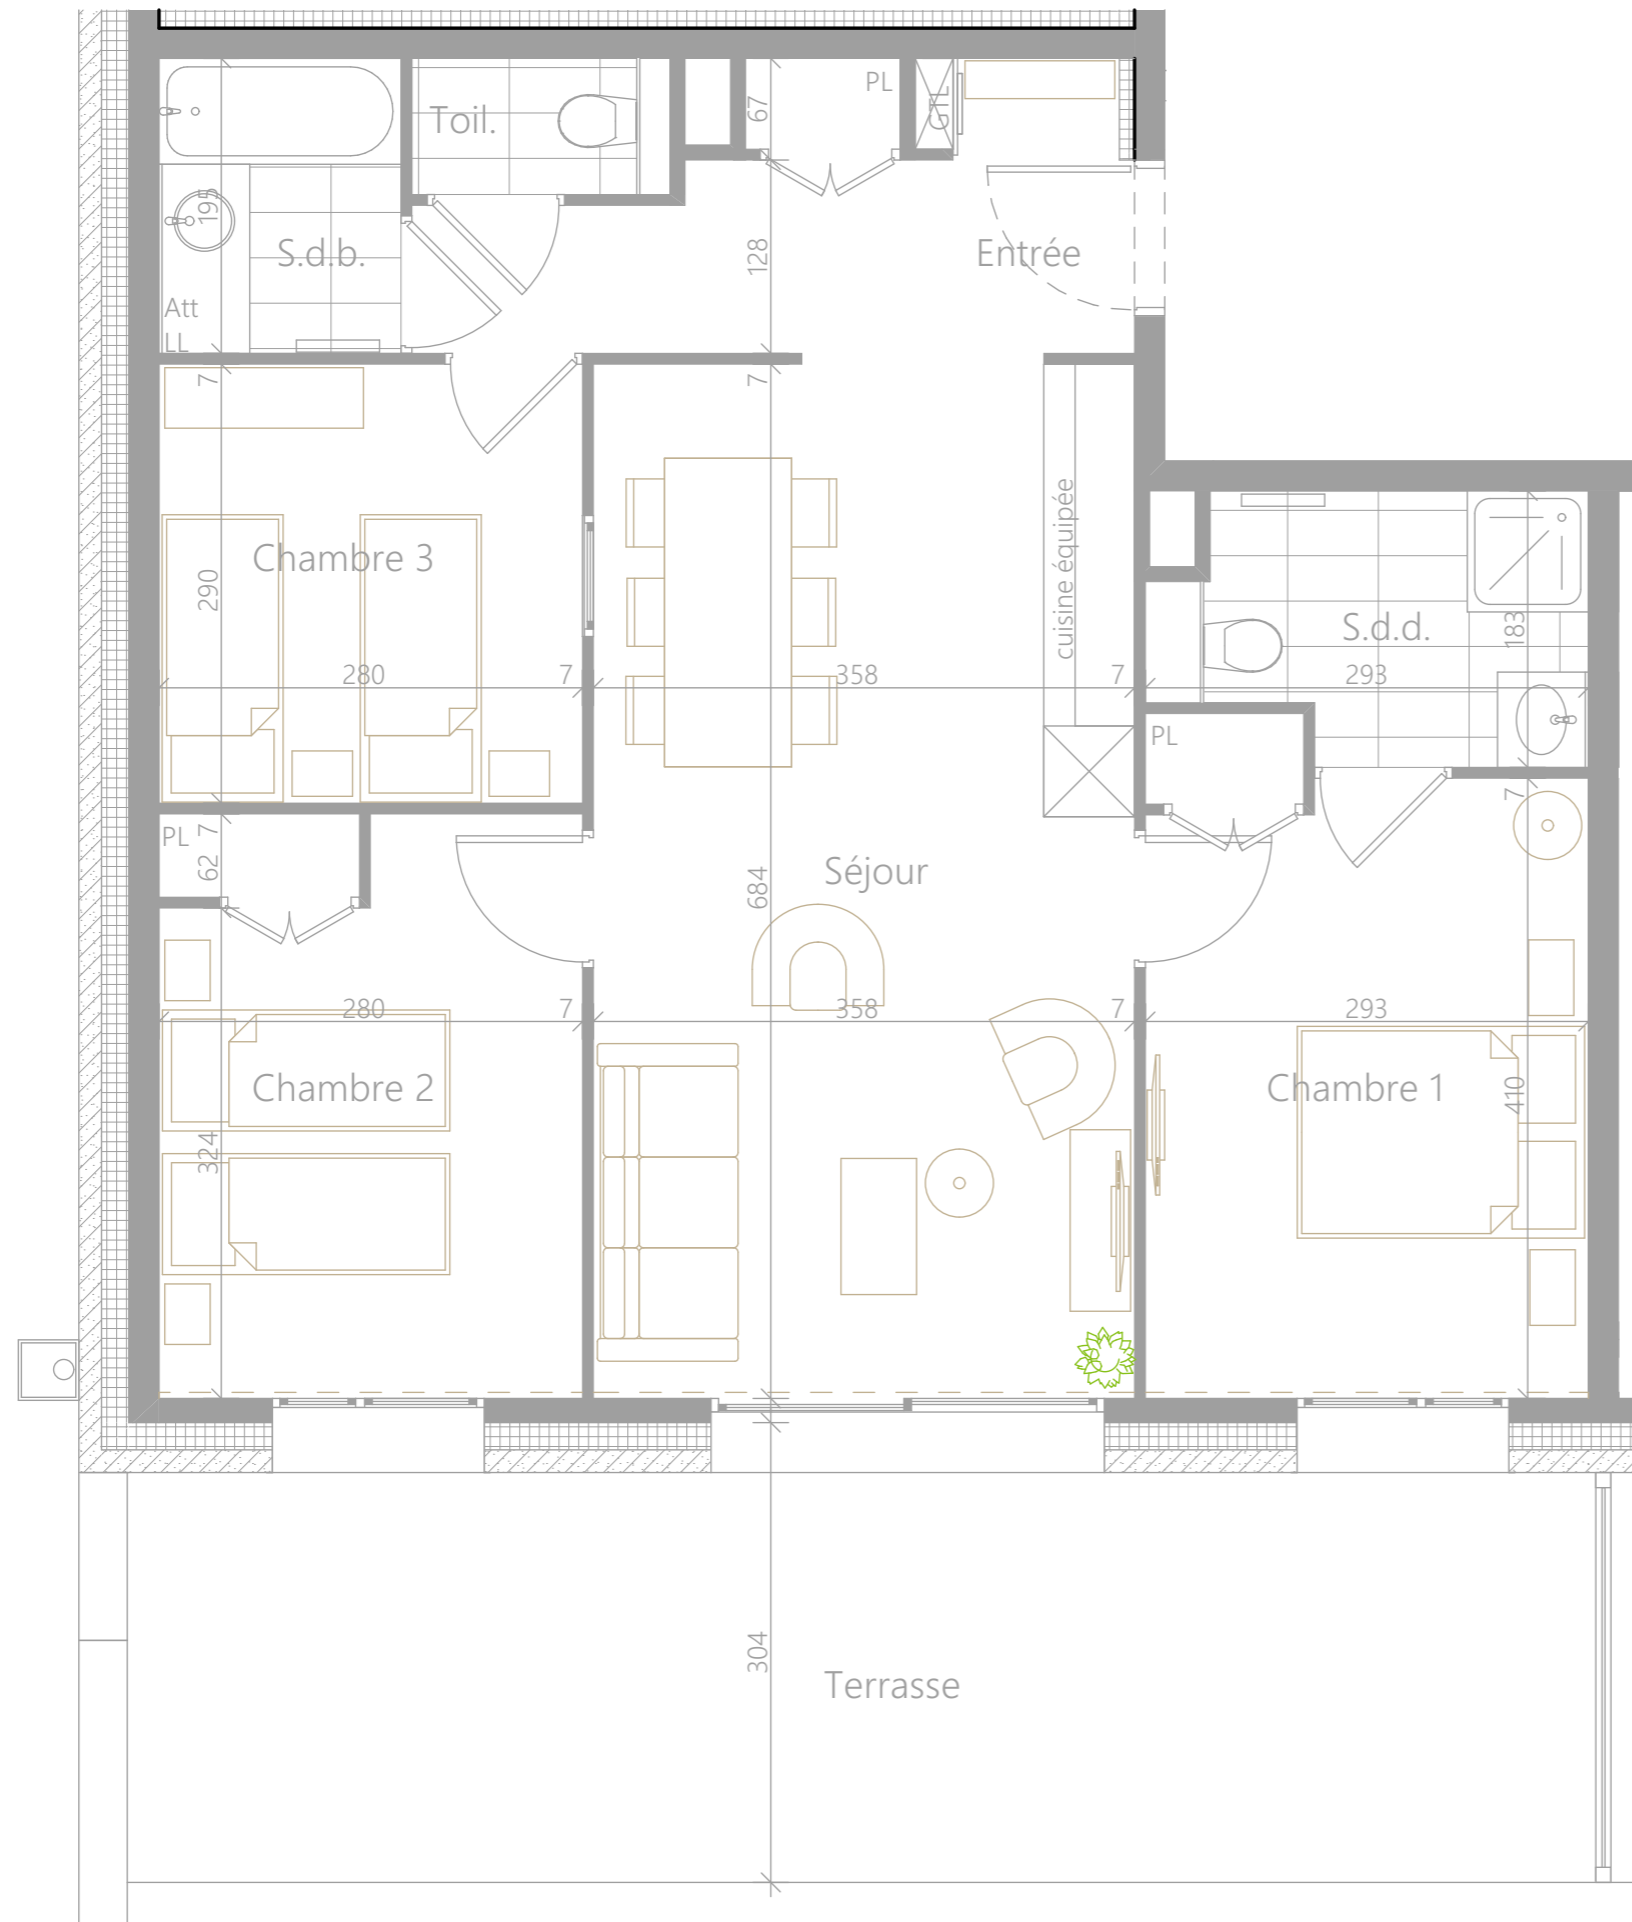 Toil.
67
PL
GTL
195
S.d.b.
128
Entrée
Att
LL
7
7
cuisine équipée
Chambre 3
290
S.d.d.
183
280
7
358
7
293
PL
7
PL
7
62
684
Séjour
280
7
358
7
293
Chambre 2
Chambre 1
410
324
304
Terrasse